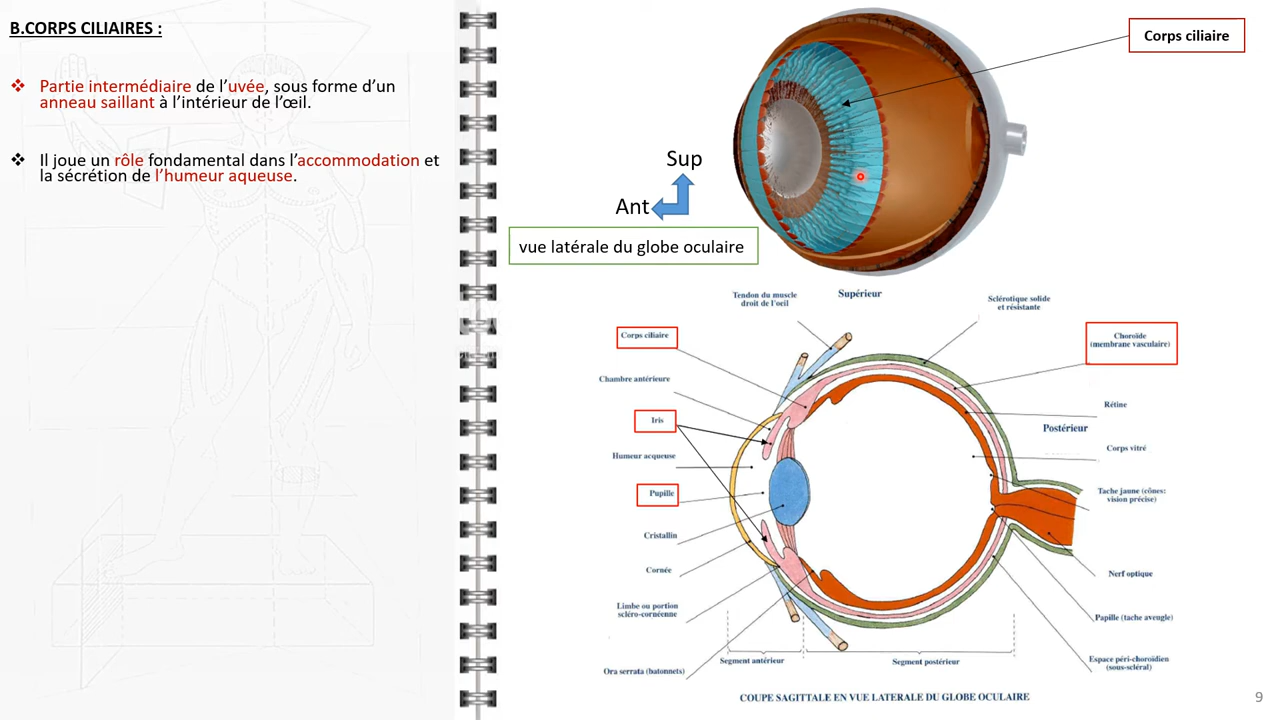 B.CORPS CILIAIRES :
❖ Partie intermédiaire de l’uvée, sous forme d’un
anneau saillant à l’intérieur de l’œil.
❖ Il joue un rôle fondamental dans l’accommodation et
la sécrétion de l’humeur aqueuse.
Corps ciliaire
Sup
Ant
vue latérale du globe oculaire
Tendon du muscle
droit de l'oeil
Supérieur
Sclérotique solide
et résistante
Corps ciliaire
Choroïde
(membrane vasculaire)
Chambre antérieure
Rétine
Iris
Postérieur
Humeur aqueuse
Corps vitré
Pupille
Tache jaune (cônes:
vision précise)
Cristallin
Cornée
Nerf optique
Limbe ou portion
scléro-cornéenne
Papille (tache aveugle)
Ora serrata (batonnets)
Segment antérieur
Segment postérieur
Espace péri-choroïdien
(sous-scléral)
COUPE SAGITTALE EN VUE LATERALE DU GLOBE OCULAIRE
9